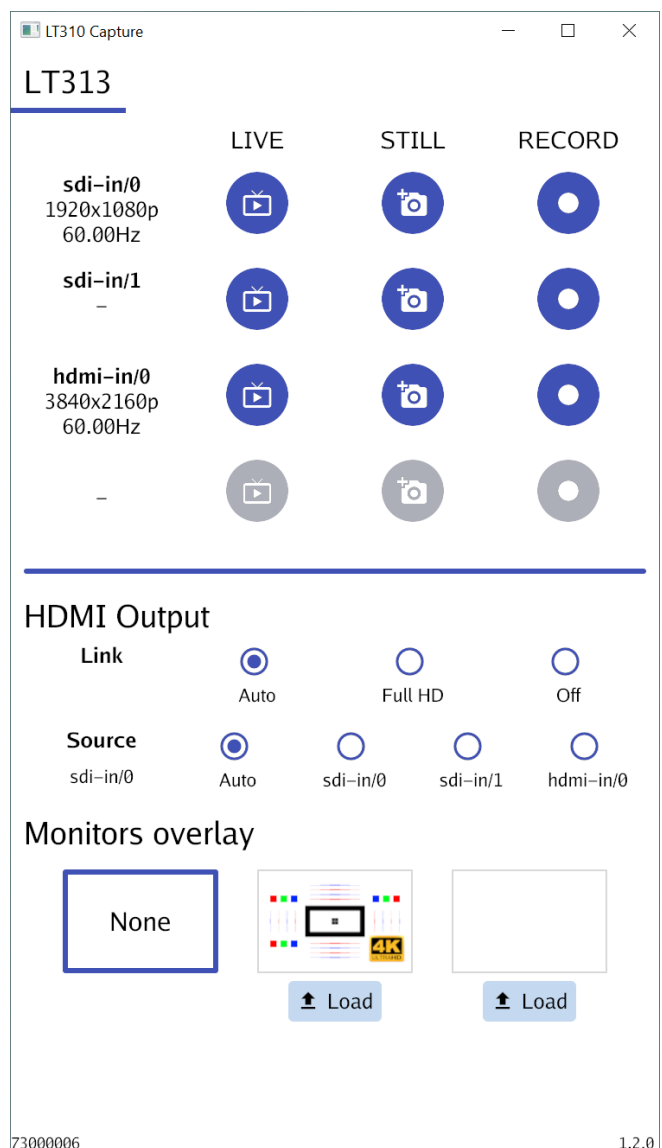 LT310 Capture
LT313
LIVE STILL RECORD
sdi-in/0
1920x1080p
60.00Hz
sdi-in/1
–
hdmi-in/0
3840x2160p
60.00Hz
–
HDMI Output
Link
Auto Full HD Off
Source
sdi-in/0
Auto sdi-in/0 sdi-in/1 hdmi-in/0
Monitors overlay
None
4K
ULTRAHD
Load Load
73000006 1.2.0